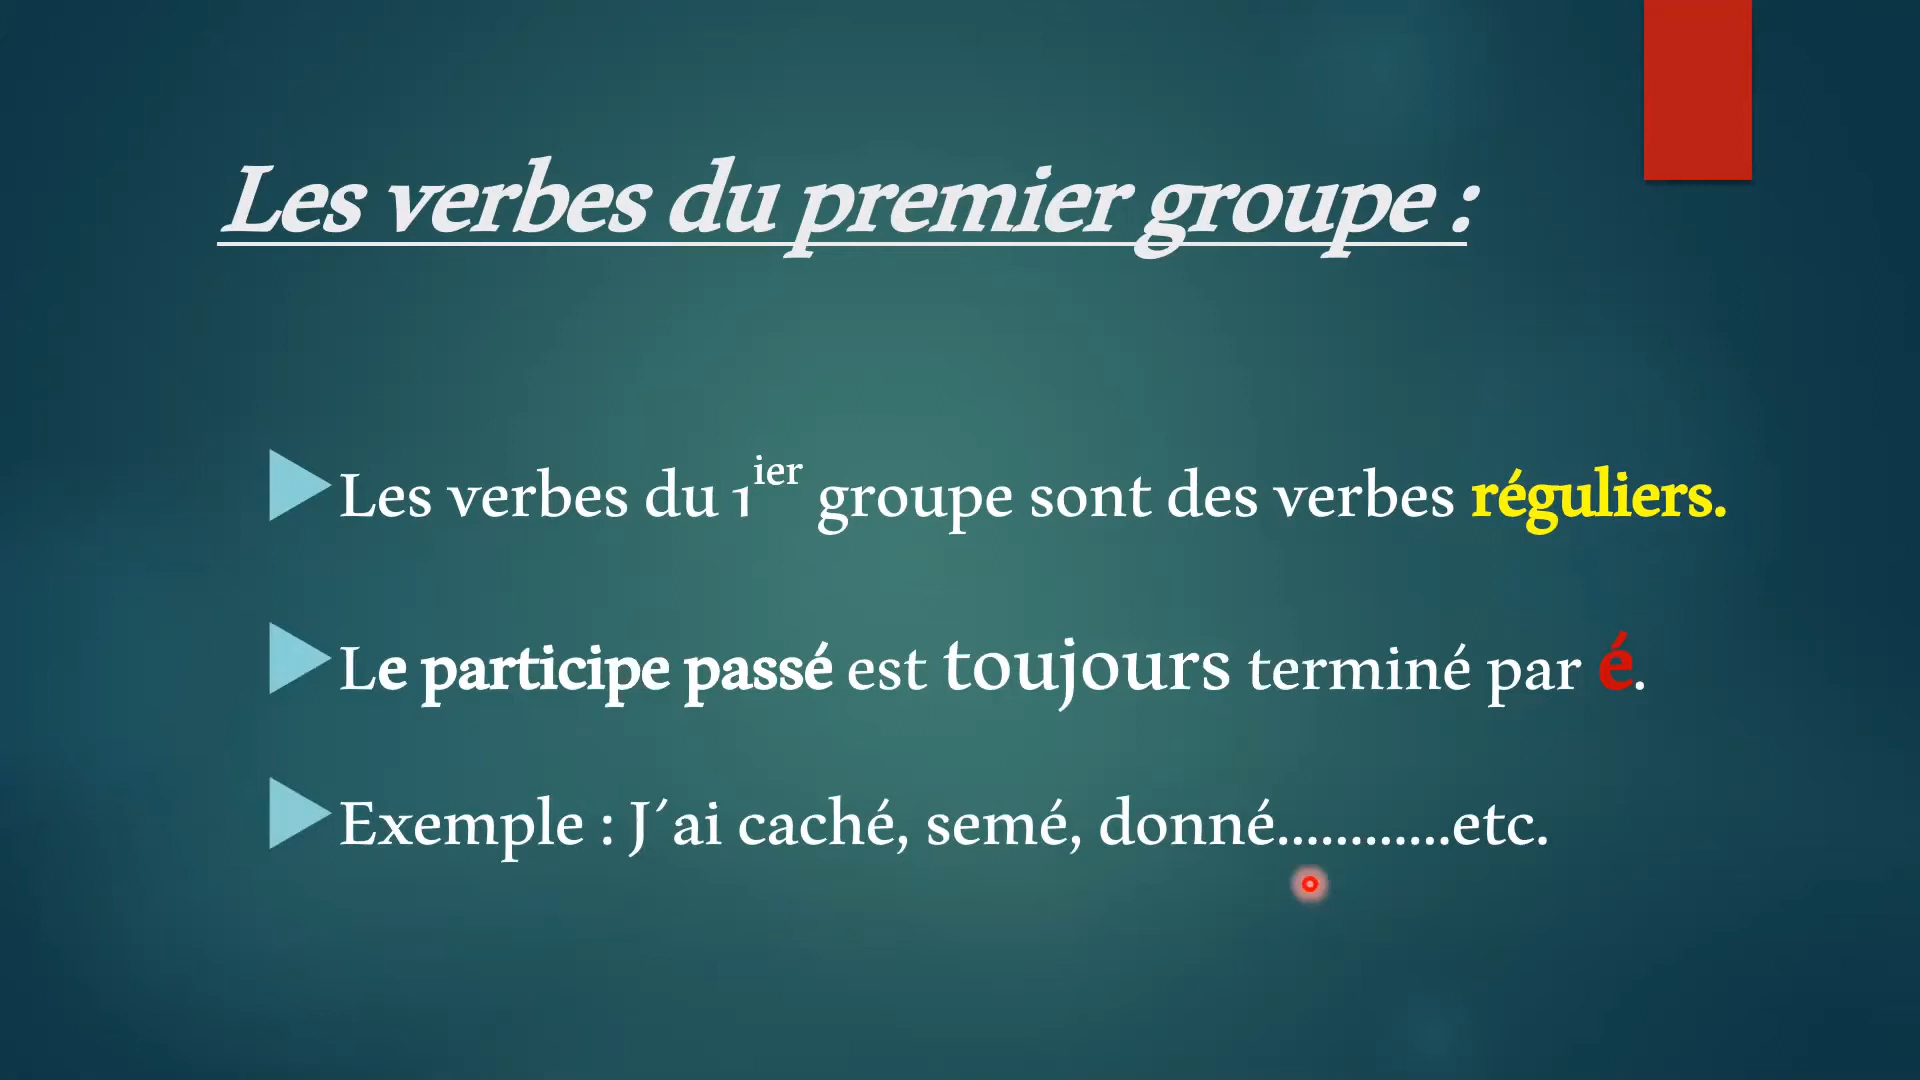 Les verbes du premier groupe :
Les verbes du 1ier groupe sont des verbes réguliers.
Le participe passé est toujours terminé par é.
Exemple : J´ai caché, semé, donné............etc.